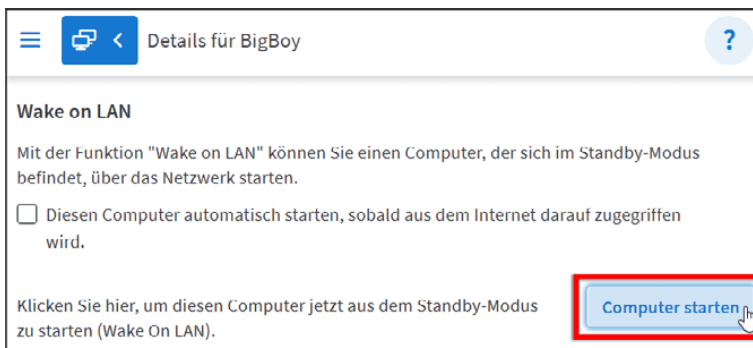 Details für BigBoy
?
Wake on LAN
Mit der Funktion "Wake on LAN" können Sie einen Computer, der sich im Standby-Modus
befindet, über das Netzwerk starten.
Diesen Computer automatisch starten, sobald aus dem Internet darauf zugegriffen
wird.
Klicken Sie hier, um diesen Computer jetzt aus dem Standby-Modus
zu starten (Wake On LAN).
Computer starten